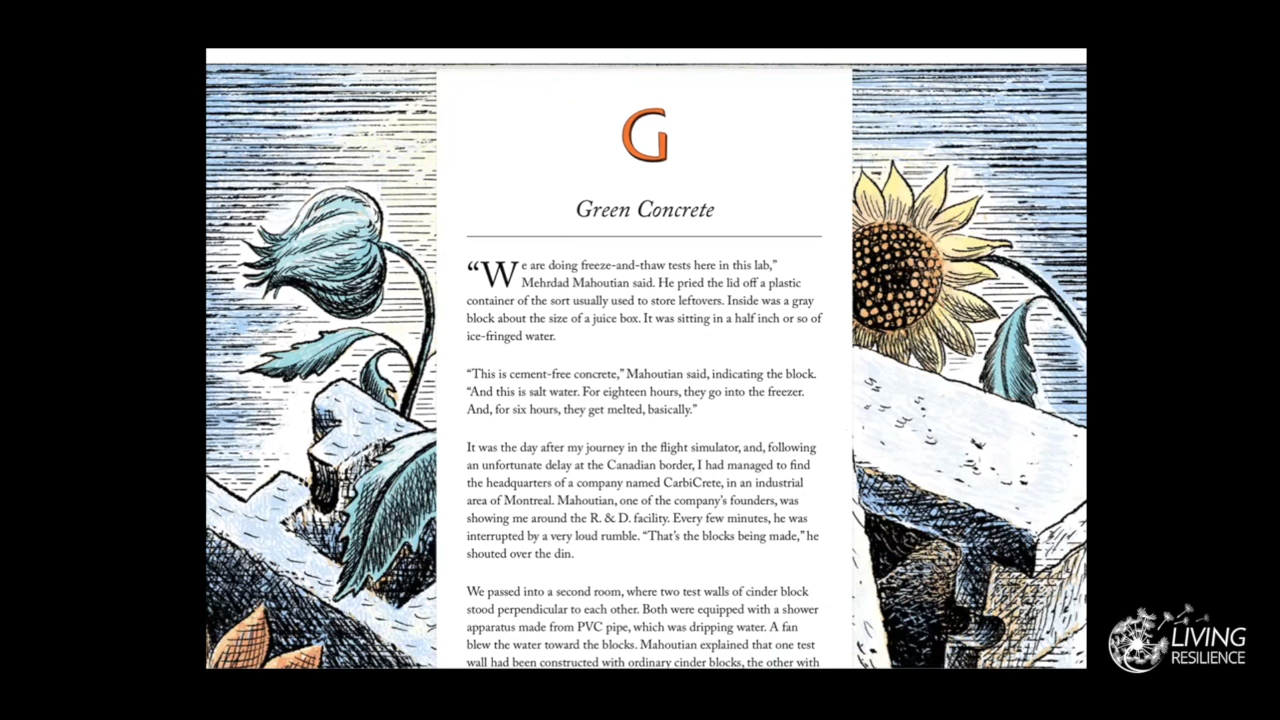 G
Green Concrete
“We are doing freeze-and-thaw tests here in this lab,”
Mehrdad Mahoutian said. He pried the lid off a plastic
container of the sort usually used to store leftovers. Inside was a gray
block about the size of a juice box. It was sitting in a half inch or so of
ice-fringed water.
“This is cement-free concrete,” Mahoutian said, indicating the block.
“And this is salt water. For eighteen hours, they go into the freezer.
And, for six hours, they get melted, basically.”
It was the day after my journey in the flight simulator, and, following
an unfortunate delay at the Canadian border, I had managed to find
the headquarters of a company named CarbiCrete, in an industrial
area of Montreal. Mahoutian, one of the company’s founders, was
showing me around the R. & D. facility. Every few minutes, he was
interrupted by a very loud rumble. “That’s the blocks being made,” he
shouted over the din.
We passed into a second room, where two test walls of cinder block
stood perpendicular to each other. Both were equipped with a shower
apparatus made from PVC pipe, which was dripping water. A fan
blew the water toward the blocks. Mahoutian explained that one test
wall had been constructed with ordinary cinder blocks, the other with
LIVING
RESILIENCE